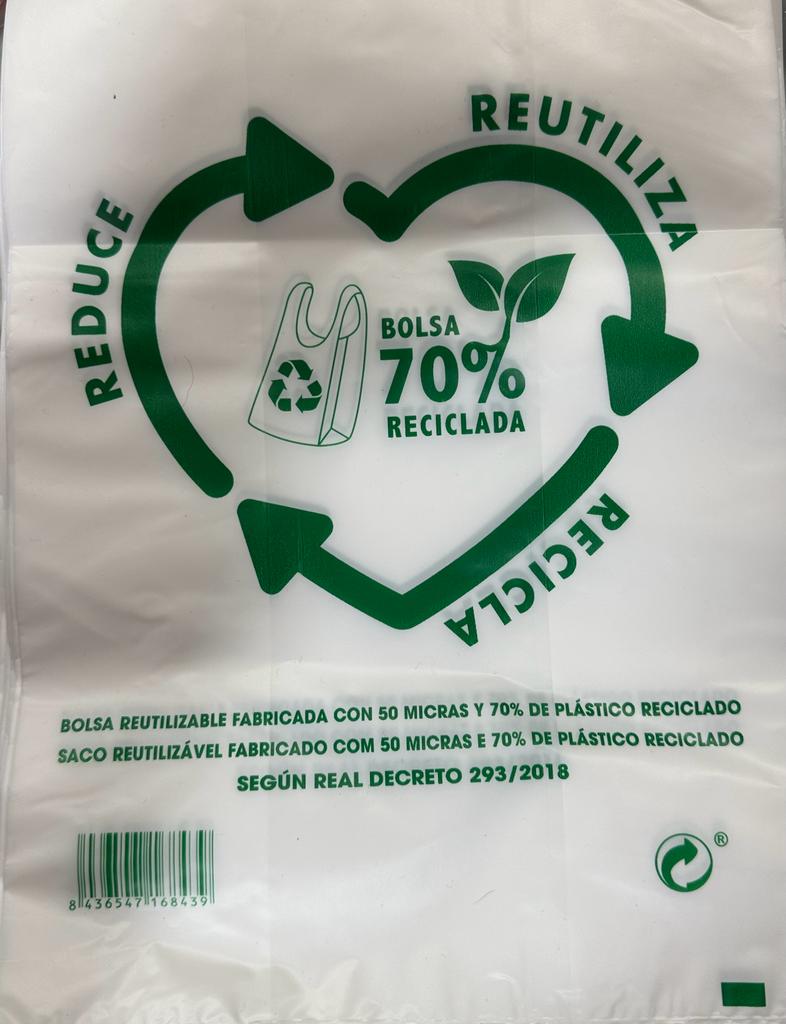 REDUCE
REUTILIZA
BOLSA
70%
RECICLADA
RECICLA
BOLSA REUTILIZABLE FABRICADA CON 50 MICRAS Y 70% DE PLÁSTICO RECICLADO
SACO REUTILIZÁVEL FABRICADO COM 50 MICRAS E 70% DE PLÁSTICO RECICLADO
SEGÚN REAL DECRETO 293/2018
®
8 436547 168439